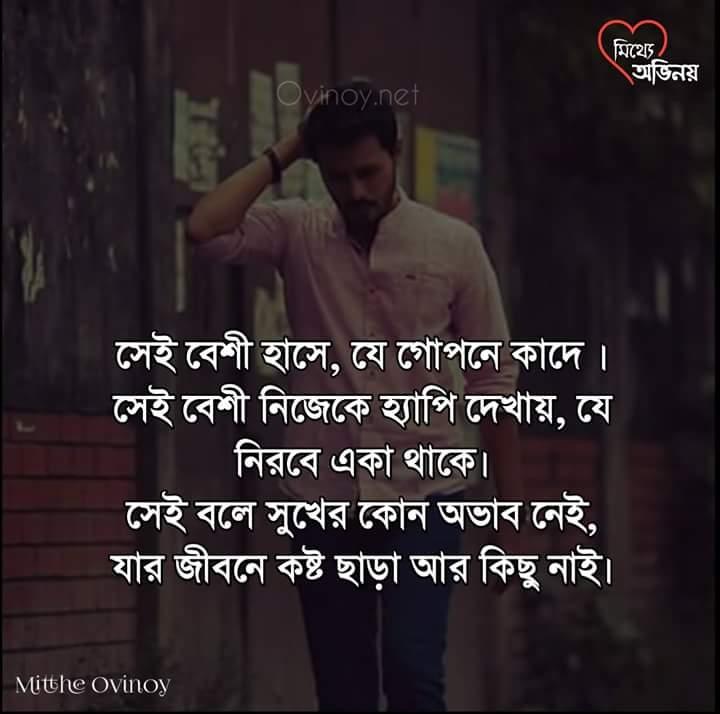 মিথ্যে
অভিনয়
Ovinoy.net
সেই বেশী হাসে, যে গোপনে কাদে ।
সেই বেশী নিজেকে হ্যাপি দেখায়, যে
নিরবে একা থাকে।
সেই বলে সুখের কোন অভাব নেই,
যার জীবনে কষ্ট ছাড়া আর কিছু নাই।
Mitthe Ovinoy